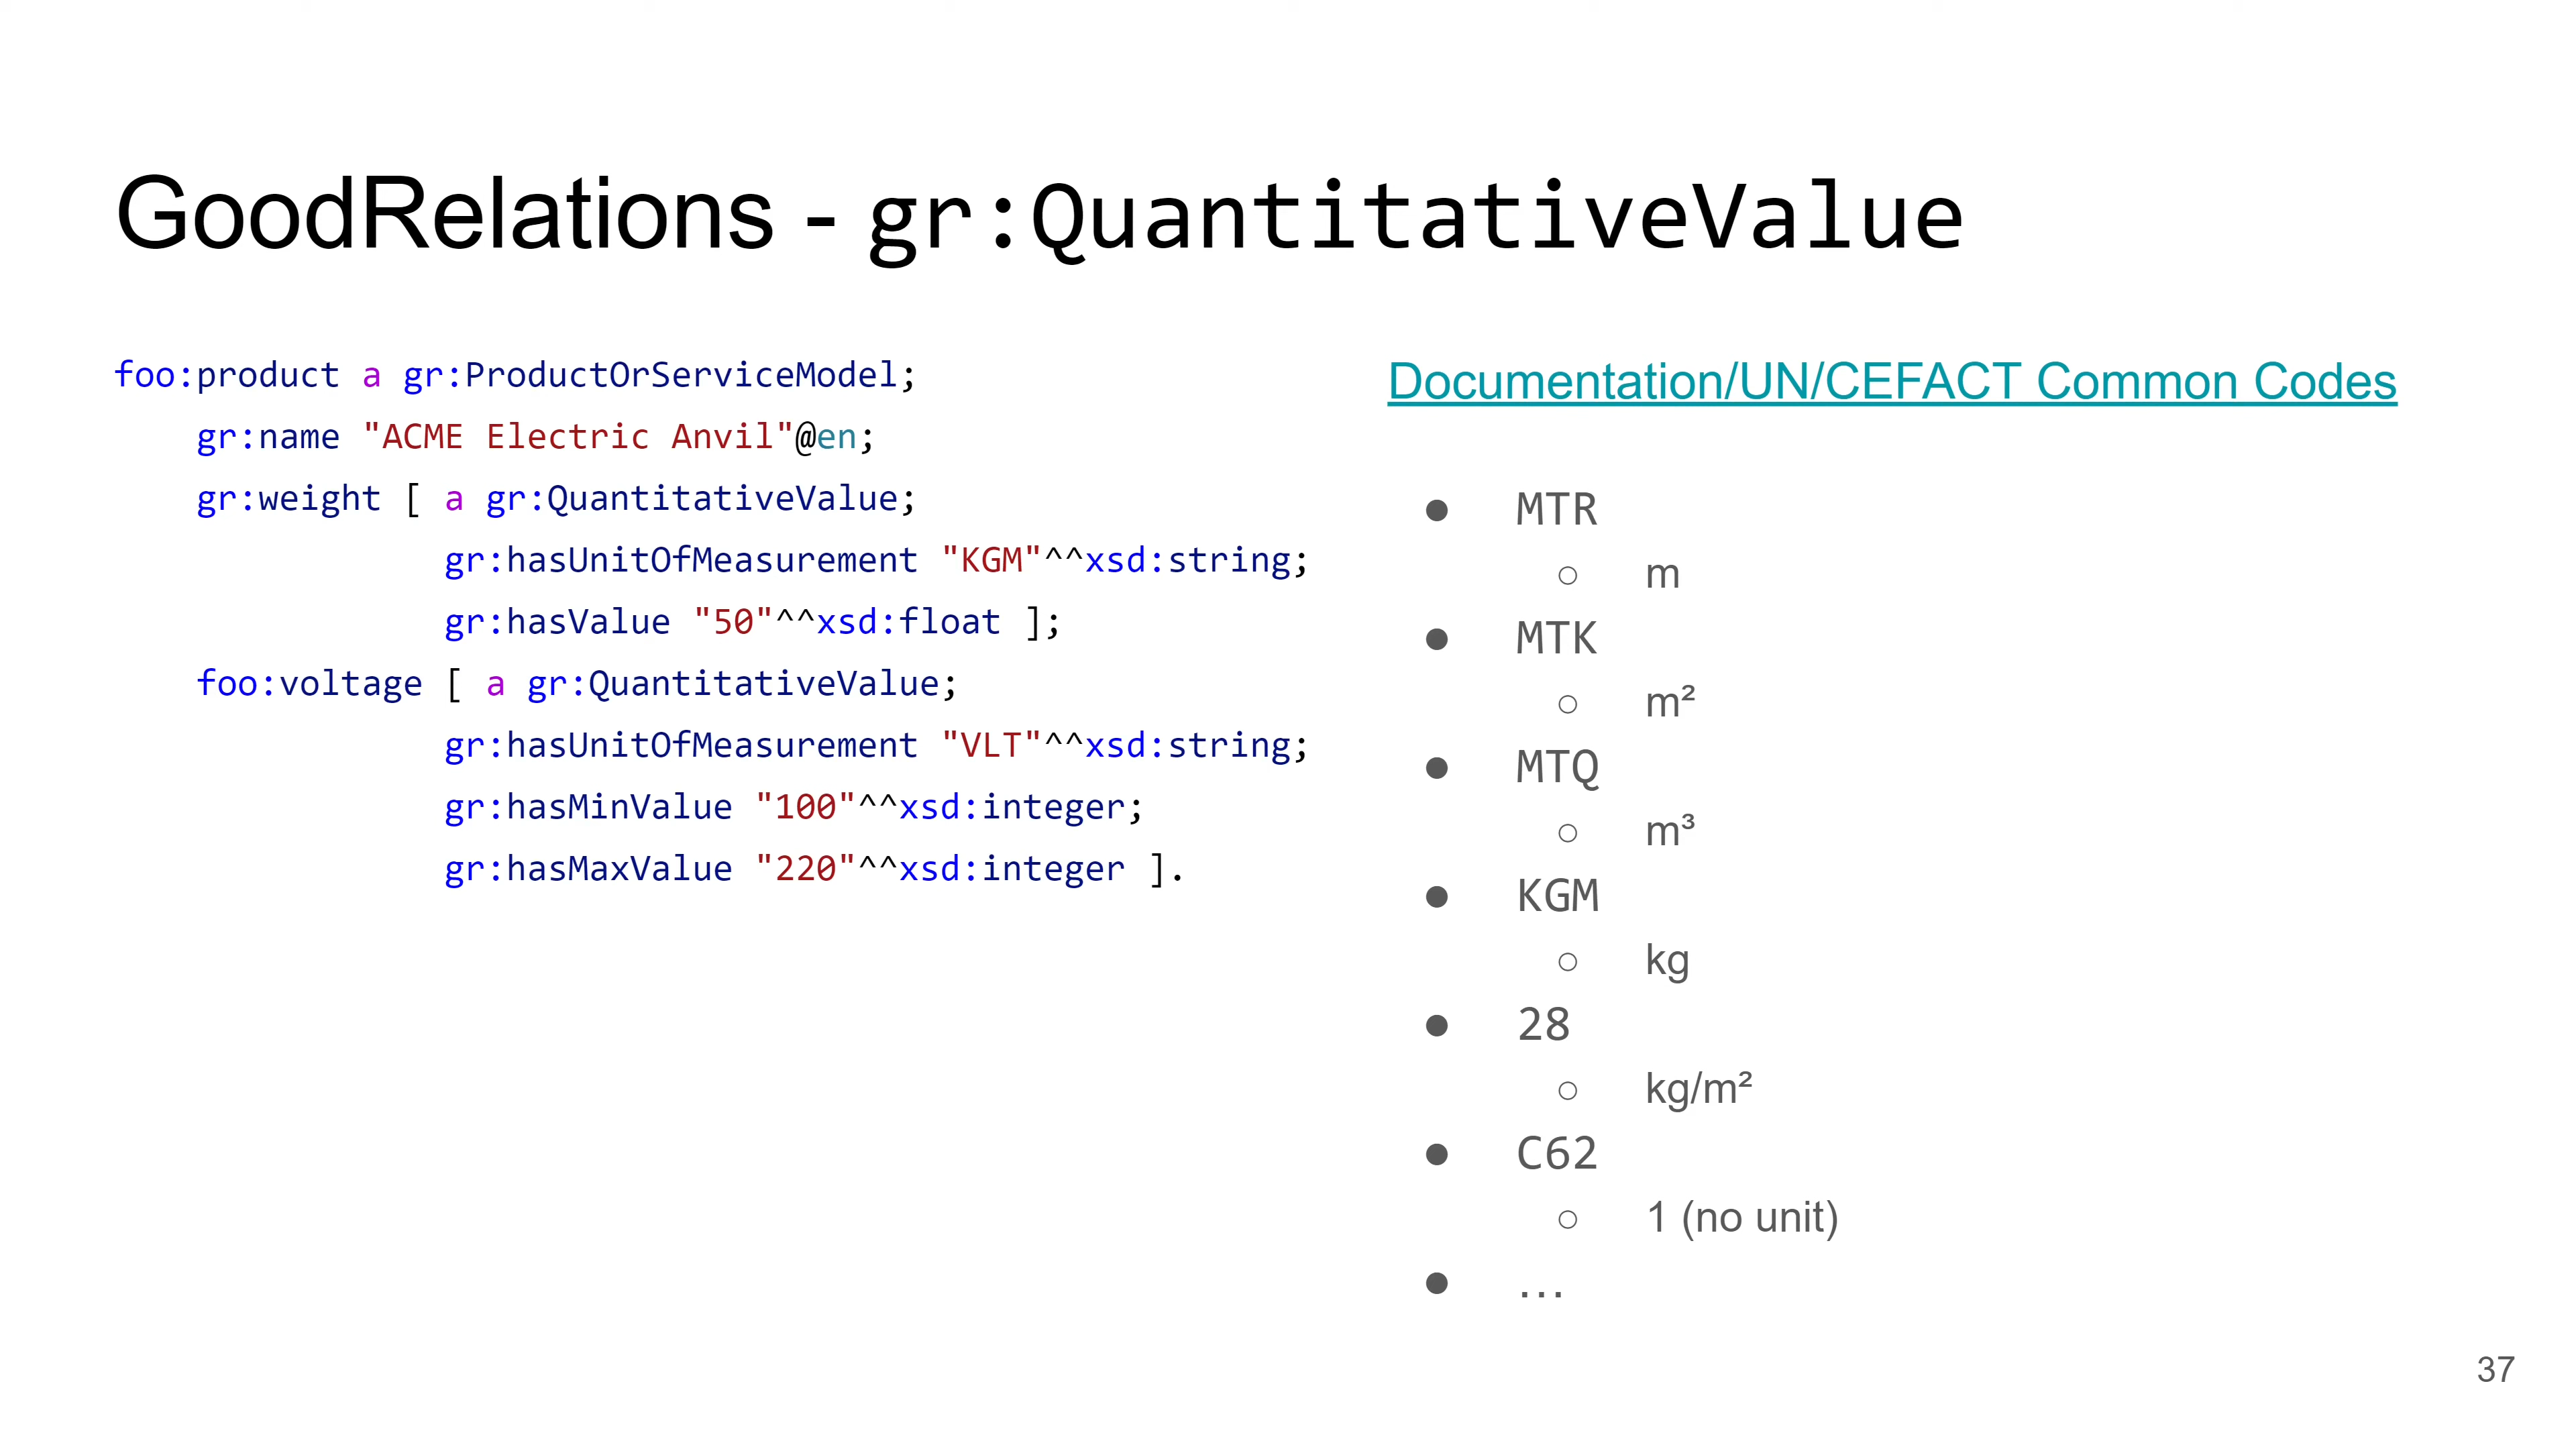 GoodRelations - gr:QuantitativeValue
foo:product a gr:ProductOrServiceModel;
gr:name "ACME Electric Anvil"@en;
gr:weight [ a gr:QuantitativeValue;
gr:hasUnitOfMeasurement "KGM"^^xsd:string;
gr:hasValue "50"^^xsd:float ];
foo:voltage [ a gr:QuantitativeValue;
gr:hasUnitOfMeasurement "VLT"^^xsd:string;
gr:hasMinValue "100"^^xsd:integer;
gr:hasMaxValue "220"^^xsd:integer ].
Documentation/UN/CEFACT Common Codes
● MTR
○ m
● MTK
○ m²
● MTQ
○ m³
● KGM
○ kg
● 28
○ kg/m²
● C62
○ 1 (no unit)
● …
37